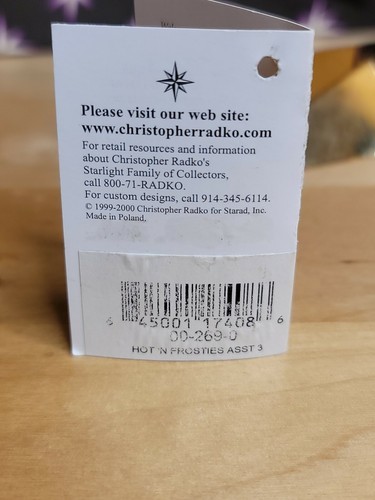 Please visit our web site:
www.christopherradko.com
For retail resources and information
about Christopher Radko's
Starlight Family of Collectors,
call 800-71-RADKO.
For custom designs, call 914-345-6114.
© 1999-2000 Christopher Radko for Starad, Inc.
Made in Poland.
6 45001 17408 6
00-269-0
HOT 'N FROSTIES ASST 3